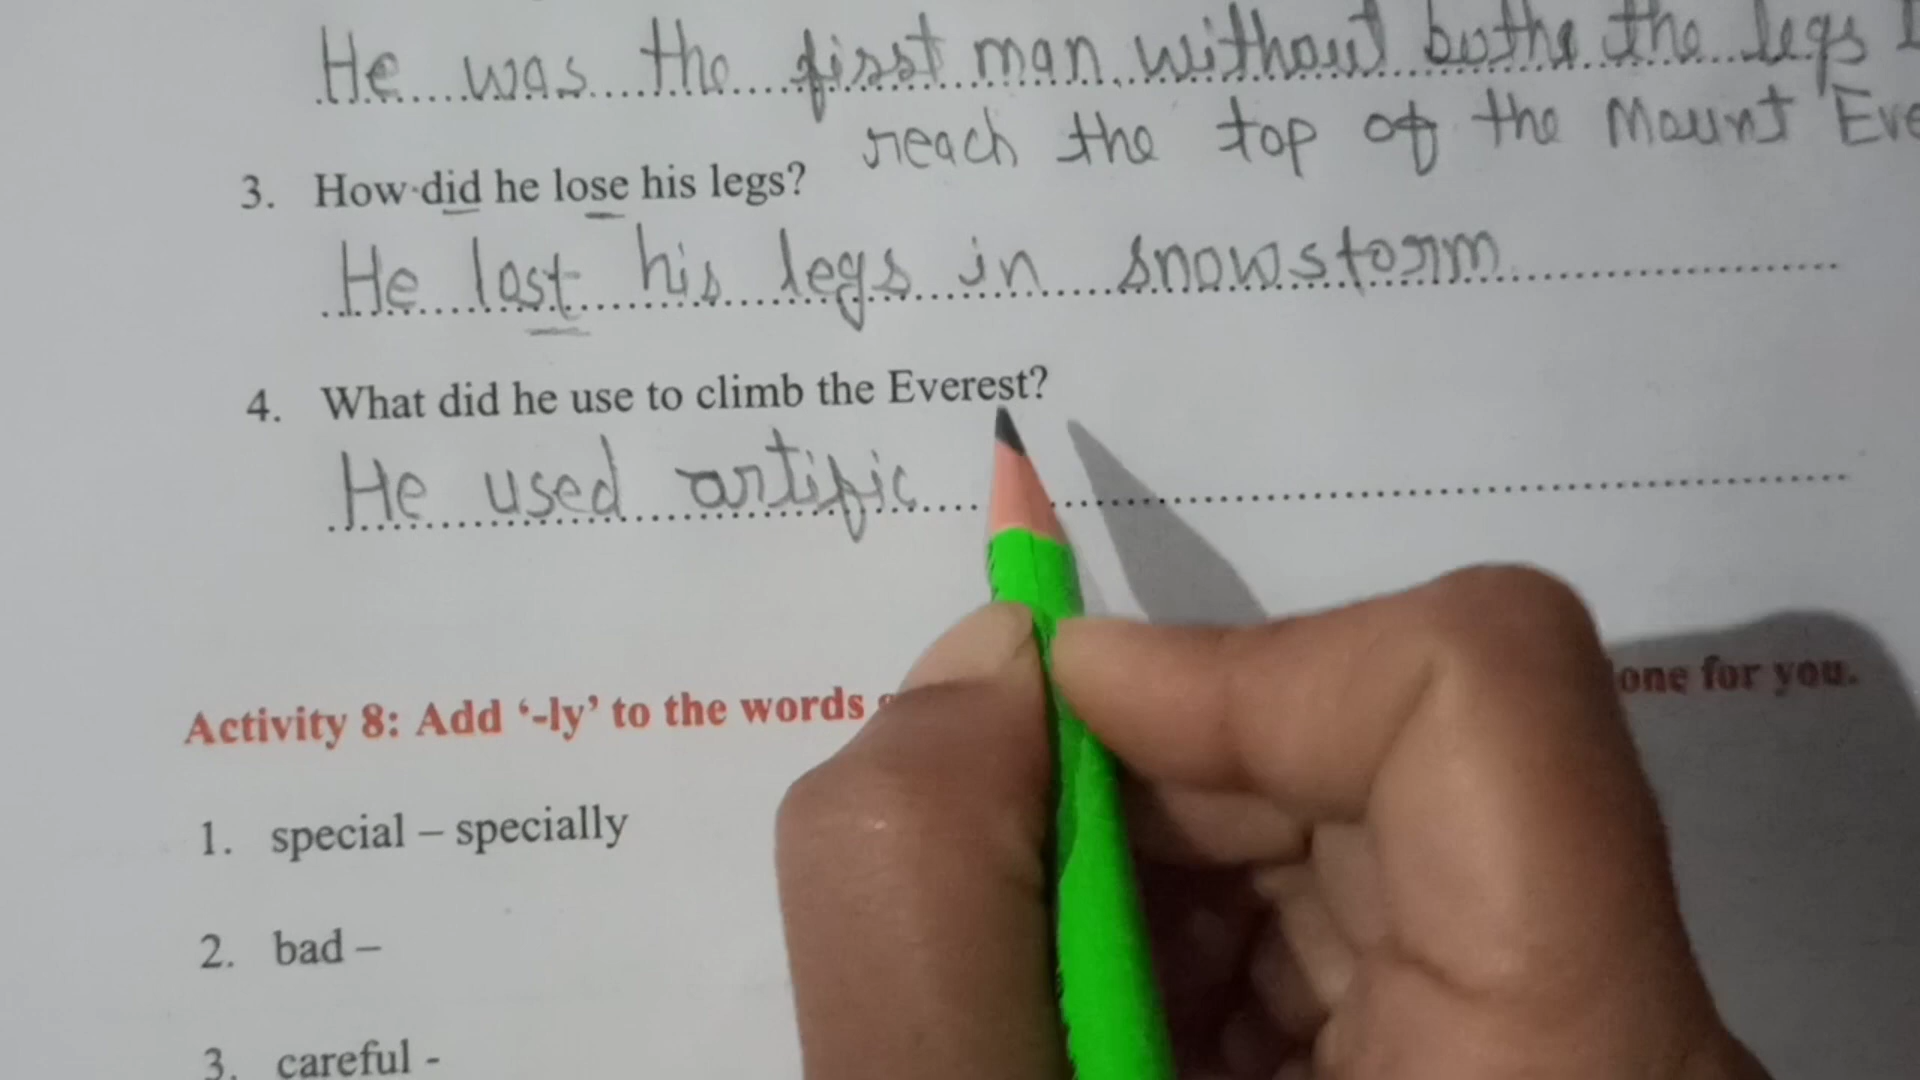 He was the first man without bothe the legs
reach the top of the Mount Eve
3. How did he lose his legs?
He lost his legs in snowstorm
4. What did he use to climb the Everest?
He used artific
Activity 8: Add ‘-ly’ to the words one for you.
1. special – specially
2. bad –
3. careful -